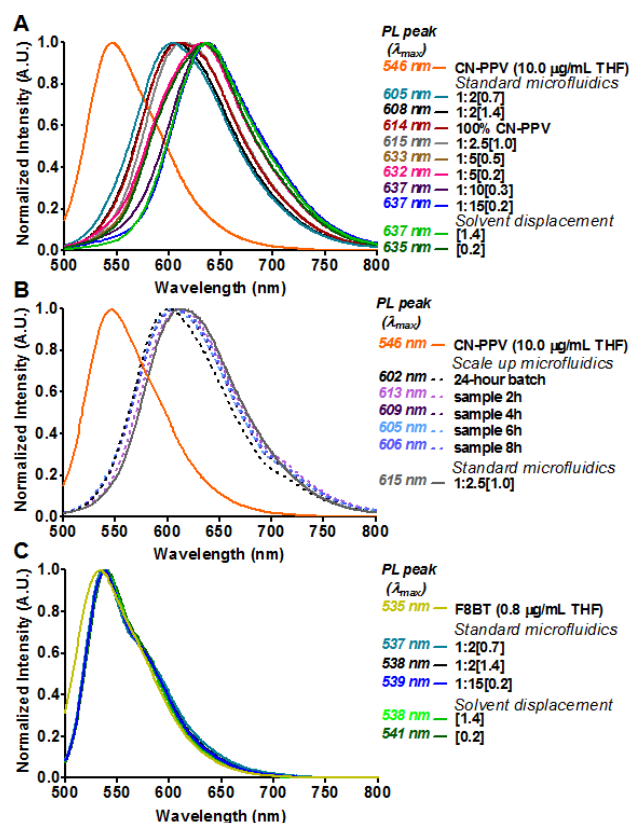 A
PL peak
(λmax)
546 nm CN-PPV (10.0 µg/mL THF)
Standard microfluidics
605 nm 1:2[0.7]
608 nm 1:2[1.4]
614 nm 100% CN-PPV
615 nm 1:2.5[1.0]
633 nm 1:5[0.5]
632 nm 1:5[0.2]
637 nm 1:10[0.3]
637 nm 1:15[0.2]
Solvent displacement
637 nm [1.4]
635 nm [0.2]
Normalized Intensity (A.U.)
1.0
0.8
0.6
0.4
0.2
0.0
500 550 600 650 700 750 800
Wavelength (nm)
B
PL peak
(λmax)
546 nm CN-PPV (10.0 µg/mL THF)
Scale up microfluidics
602 nm 24-hour batch
613 nm sample 2h
609 nm sample 4h
605 nm sample 6h
606 nm sample 8h
Standard microfluidics
615 nm 1:2.5[1.0]
Normalized Intensity (A.U.)
1.0
0.8
0.6
0.4
0.2
0.0
500 550 600 650 700 750 800
Wavelength (nm)
C
PL peak
(λmax)
535 nm F8BT (0.8 µg/mL THF)
Standard microfluidics
537 nm 1:2[0.7]
538 nm 1:2[1.4]
539 nm 1:15[0.2]
Solvent displacement
538 nm [1.4]
541 nm [0.2]
Normalized Intensity (A.U.)
1.0
0.8
0.6
0.4
0.2
0.0
500 550 600 650 700 750 800
Wavelength (nm)